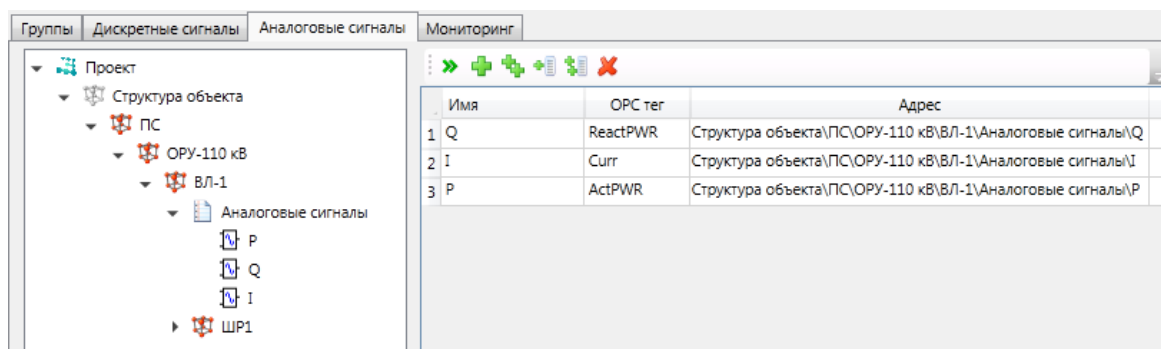 Группы Дискретные сигналы Аналоговые сигналы Мониторинг
Проект
Структура объекта
ПС
ОРУ-110 кВ
ВЛ-1
Аналоговые сигналы
P
Q
I
ШР1
Имя OPC тег Адрес
1 Q ReactPWR Структура объекта\ПС\ОРУ-110 кВ\ВЛ-1\Аналоговые сигналы\Q
2 I Curr Структура объекта\ПС\ОРУ-110 кВ\ВЛ-1\Аналоговые сигналы\I
3 P ActPWR Структура объекта\ПС\ОРУ-110 кВ\ВЛ-1\Аналоговые сигналы\P